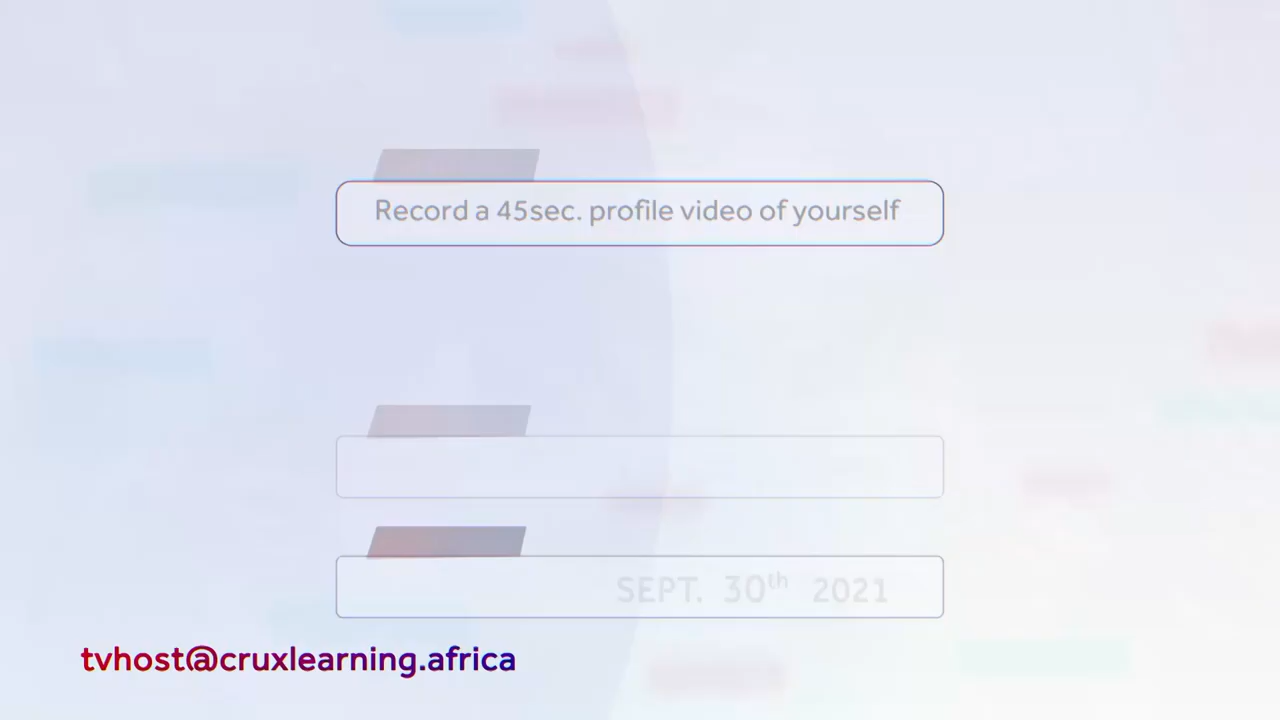 Record a 45sec. profile video of yourself
SEPT. 30th 2021
tvhost@cruxlearning.africa